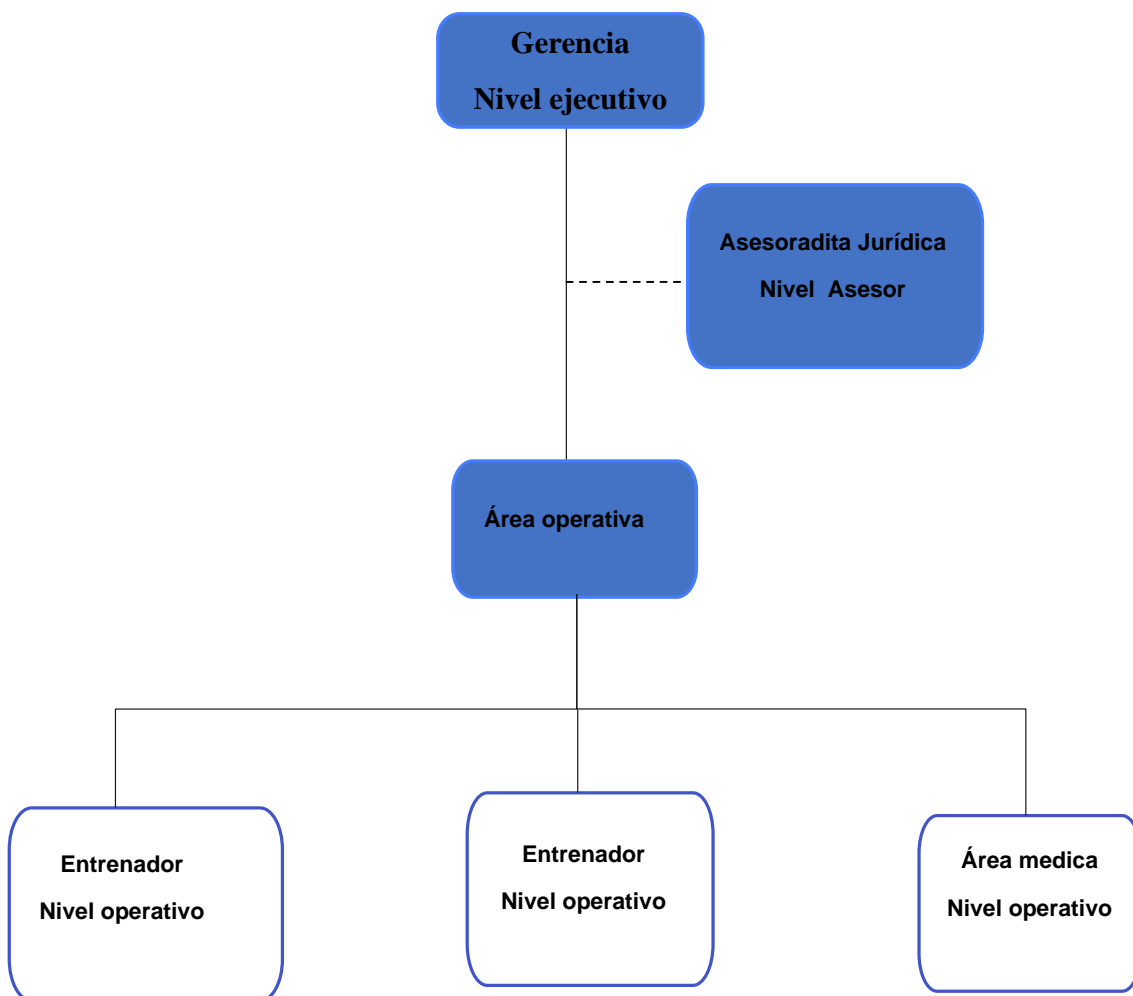 Gerencia
Nivel ejecutivo
Asesoradita Jurídica
Nivel  Asesor
Área operativa
Entrenador
Nivel operativo
Entrenador
Nivel operativo
Área medica
Nivel operativo